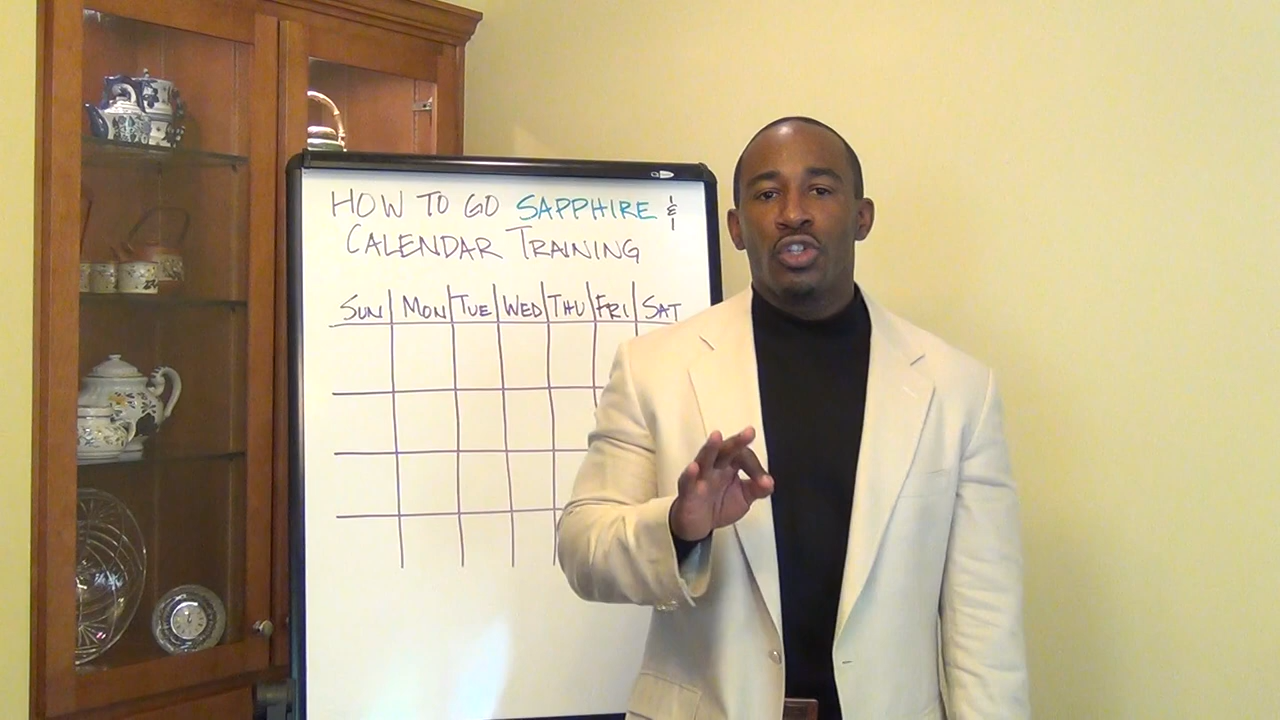 HOW TO GO SAPPHIRE &
CALENDAR TRAINING
SUN MON TUE WED THU FRI SAT